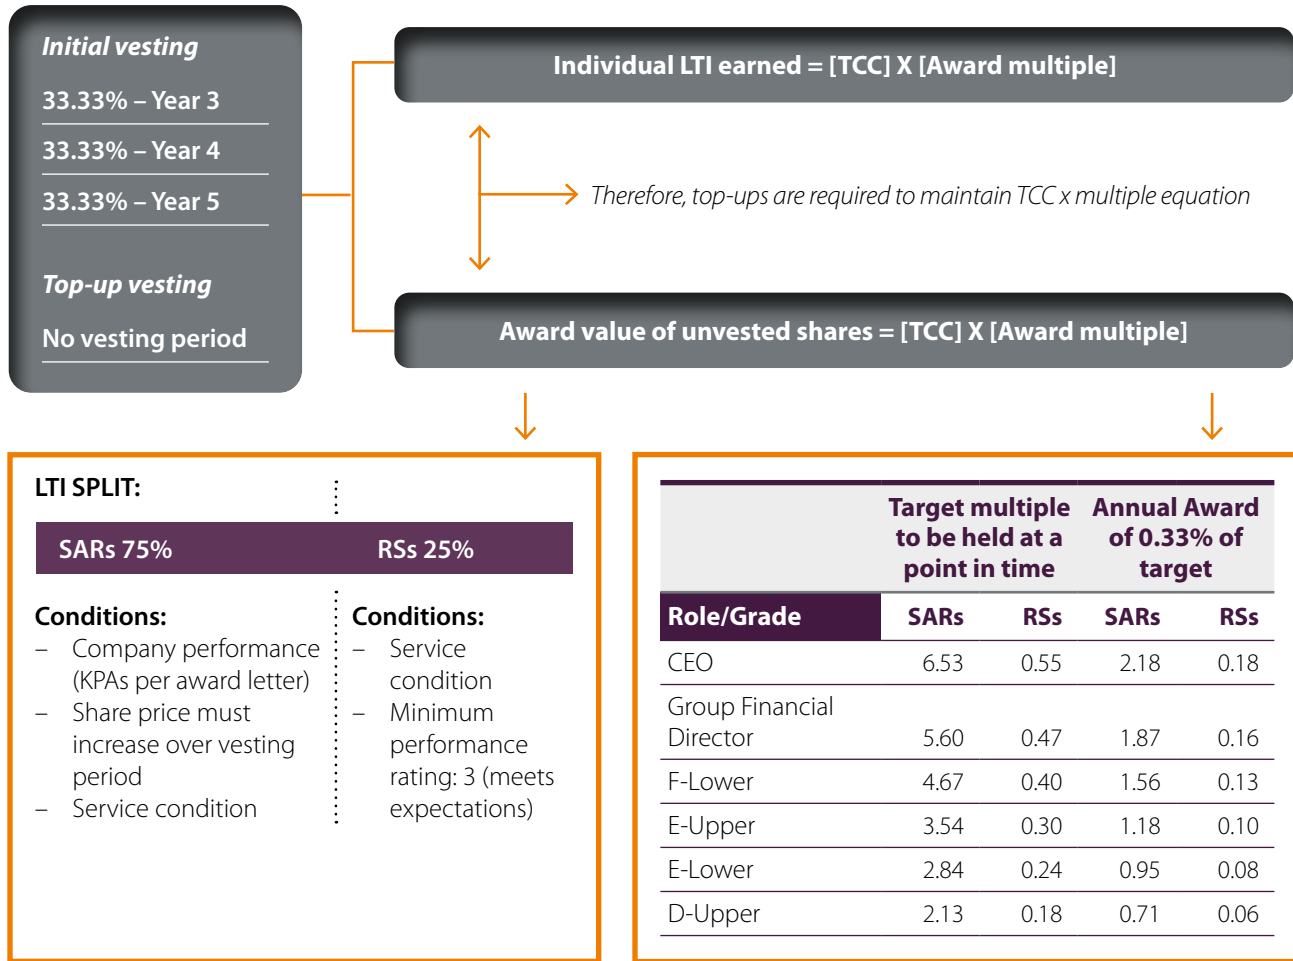 Initial vesting
33.33% – Year 3
33.33% – Year 4
33.33% – Year 5
Top-up vesting
No vesting period
Individual LTI earned = [TCC] X [Award multiple]
Therefore, top-ups are required to maintain TCC x multiple equation
Award value of unvested shares = [TCC] X [Award multiple]
LTI SPLIT:
SARs 75% RSs 25%
Conditions:
– Company performance
(KPAs per award letter)
– Share price must
increase over vesting
period
– Service condition
Conditions:
– Service
condition
– Minimum
performance
rating: 3 (meets
expectations)
Target multiple
to be held at a
point in time
Annual Award
of 0.33% of
target
Role/Grade SARs RSs SARs RSs
CEO 6.53 0.55 2.18 0.18
Group Financial
Director 5.60 0.47 1.87 0.16
F-Lower 4.67 0.40 1.56 0.13
E-Upper 3.54 0.30 1.18 0.10
E-Lower 2.84 0.24 0.95 0.08
D-Upper 2.13 0.18 0.71 0.06